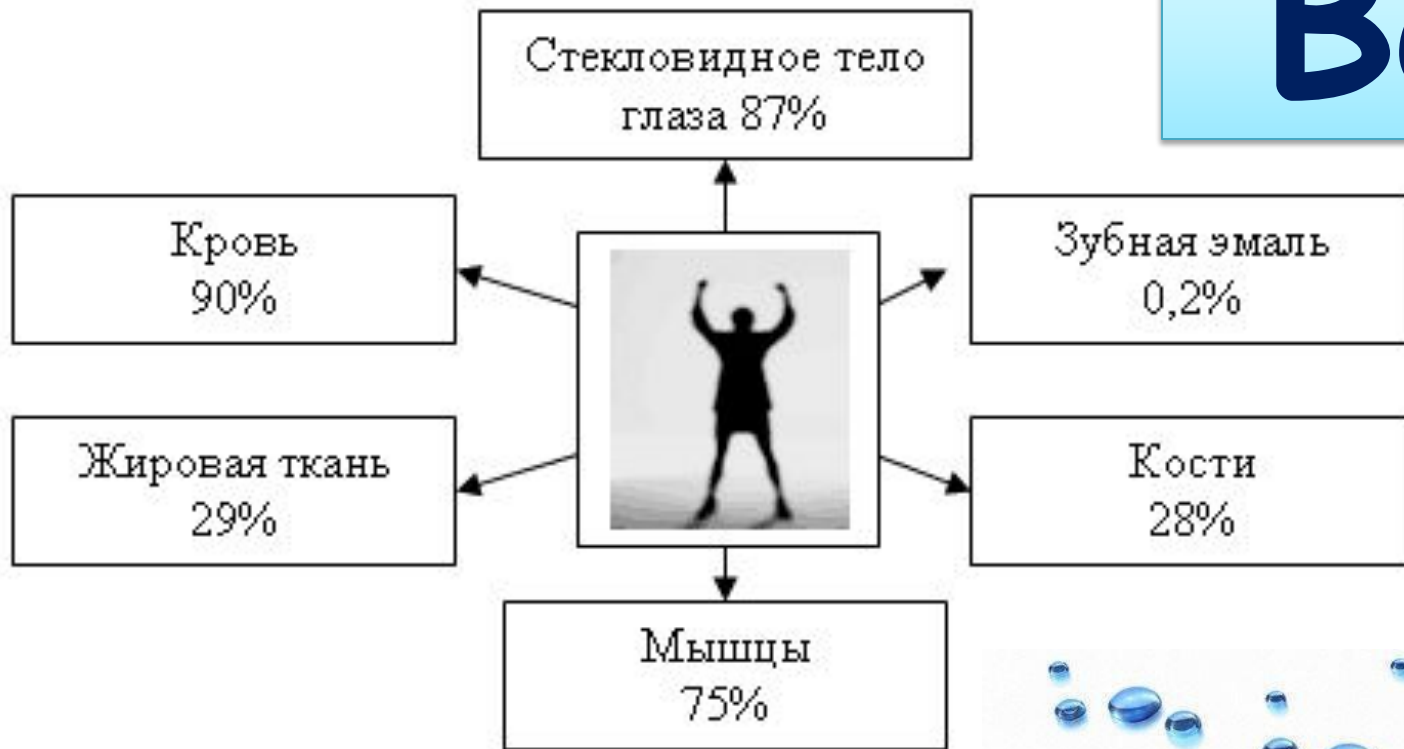 Стекловидное тело
глаза 87%
Кровь
90%
Зубная эмаль
0,2%
Жировая ткань
29%
Кости
28%
Мышцы
75%